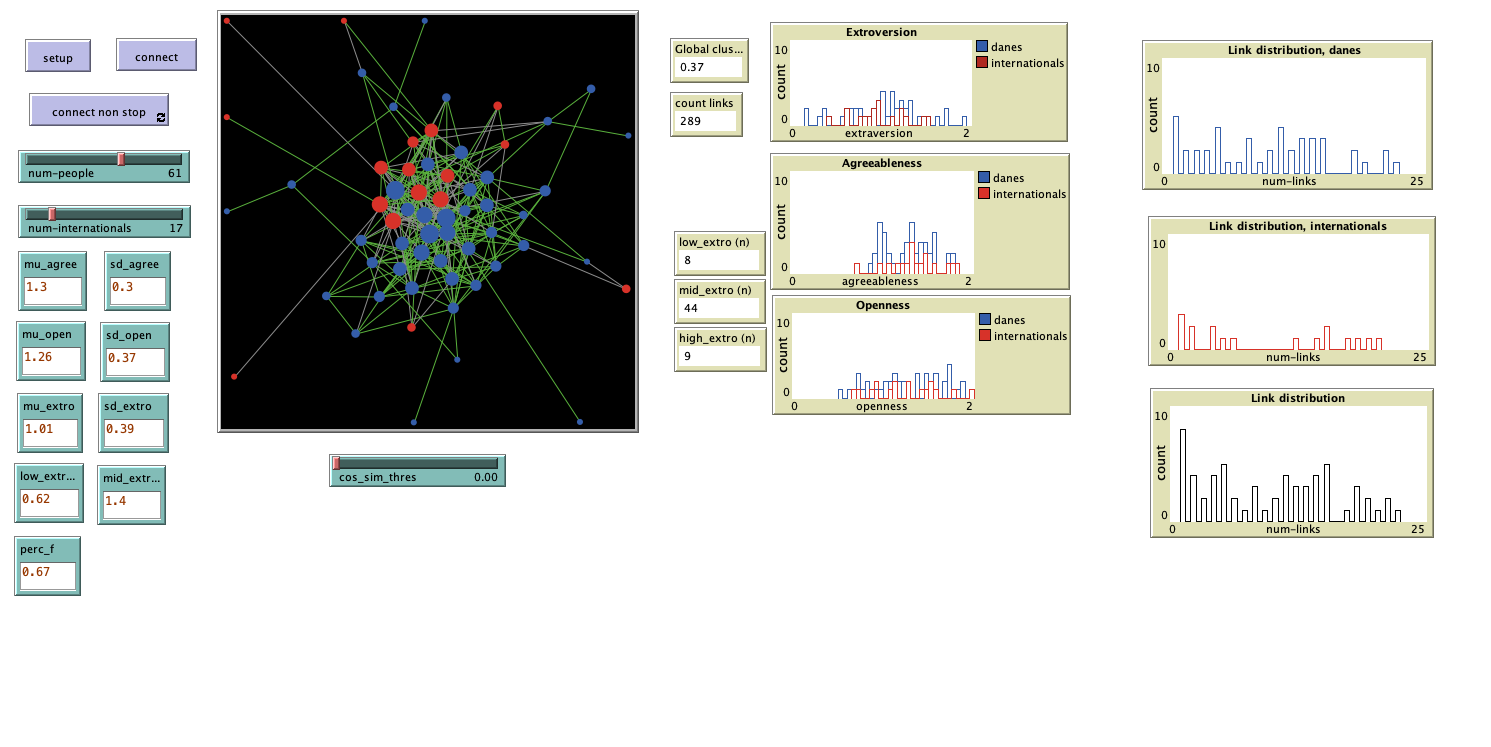 setup
connect
connect non stop
num-people 61
num-internationals 17
mu_agree
1.3
sd_agree
0.3
mu_open
1.26
sd_open
0.37
mu_extro
1.01
sd_extro
0.39
low_extr...
0.62
mid_extr...
1.4
perc_f
0.67
cos_sim_thres 0.00
Global clus...
0.37
count links
289
low_extro (n)
8
mid_extro (n)
44
high_extro (n)
9
Extroversion
10
count
0
0 extraversion 2
danes
internationals
Agreeableness
10
count
0
0 agreeableness 2
danes
internationals
Openness
10
count
0
0 openness 2
danes
internationals
Link distribution, danes
10
count
0
0 num-links 25
Link distribution, internationals
10
count
0
0 num-links 25
Link distribution
10
count
0
0 num-links 25